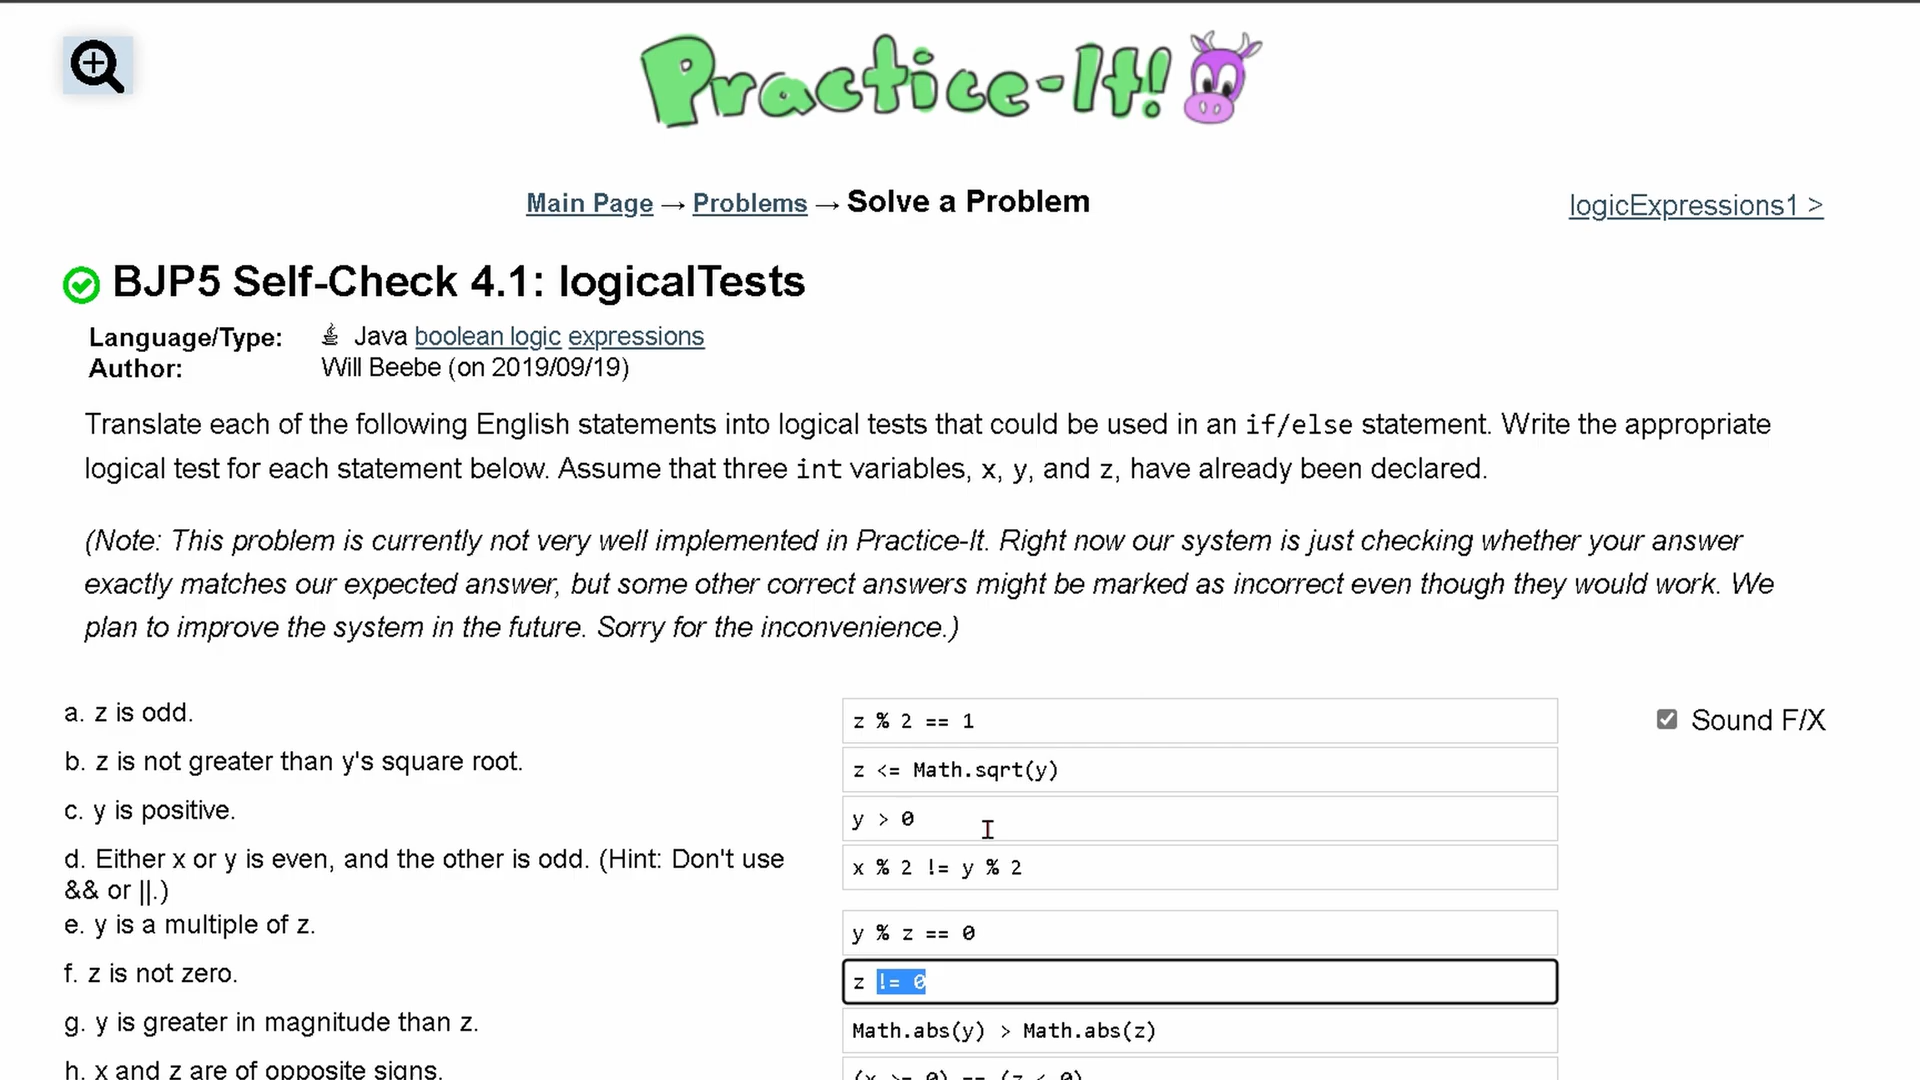 Practice-It!
Main Page → Problems → Solve a Problem
logicExpressions1 >
BJP5 Self-Check 4.1: logicalTests
Language/Type: Java boolean logic expressions
Author: Will Beebe (on 2019/09/19)
Translate each of the following English statements into logical tests that could be used in an if/else statement. Write the appropriate
logical test for each statement below. Assume that three int variables, x, y, and z, have already been declared.
(Note: This problem is currently not very well implemented in Practice-It. Right now our system is just checking whether your answer
exactly matches our expected answer, but some other correct answers might be marked as incorrect even though they would work. We
plan to improve the system in the future. Sorry for the inconvenience.)
a. z is odd.
z % 2 == 1
Sound F/X
b. z is not greater than y's square root.
z <= Math.sqrt(y)
c. y is positive.
y > 0
d. Either x or y is even, and the other is odd. (Hint: Don't use
&& or ||.)
x % 2 != y % 2
e. y is a multiple of z.
y % z == 0
f. z is not zero.
z != 0
g. y is greater in magnitude than z.
Math.abs(y) > Math.abs(z)
h. x and z are of opposite signs.
(x >= 0) == (z < 0)